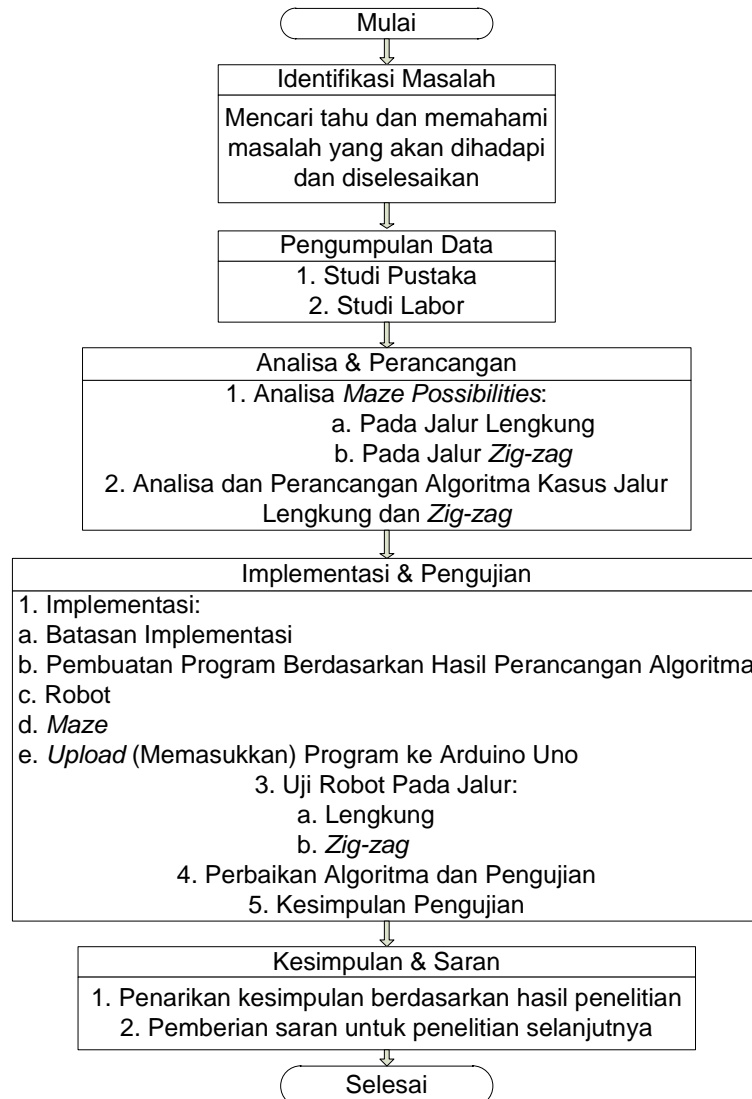 Mulai
Identifikasi Masalah
Mencari tahu dan memahami
masalah yang akan dihadapi
dan diselesaikan
Pengumpulan Data
1. Studi Pustaka
2. Studi Labor
Analisa & Perancangan
1. Analisa Maze Possibilities:
a. Pada Jalur Lengkung
b. Pada Jalur Zig-zag
2. Analisa dan Perancangan Algoritma Kasus Jalur
Lengkung dan Zig-zag
Implementasi & Pengujian
1. Implementasi:
a. Batasan Implementasi
b. Pembuatan Program Berdasarkan Hasil Perancangan Algoritma
c. Robot
d. Maze
e. Upload (Memasukkan) Program ke Arduino Uno
3. Uji Robot Pada Jalur:
a. Lengkung
b. Zig-zag
4. Perbaikan Algoritma dan Pengujian
5. Kesimpulan Pengujian
Kesimpulan & Saran
1. Penarikan kesimpulan berdasarkan hasil penelitian
2. Pemberian saran untuk penelitian selanjutnya
Selesai